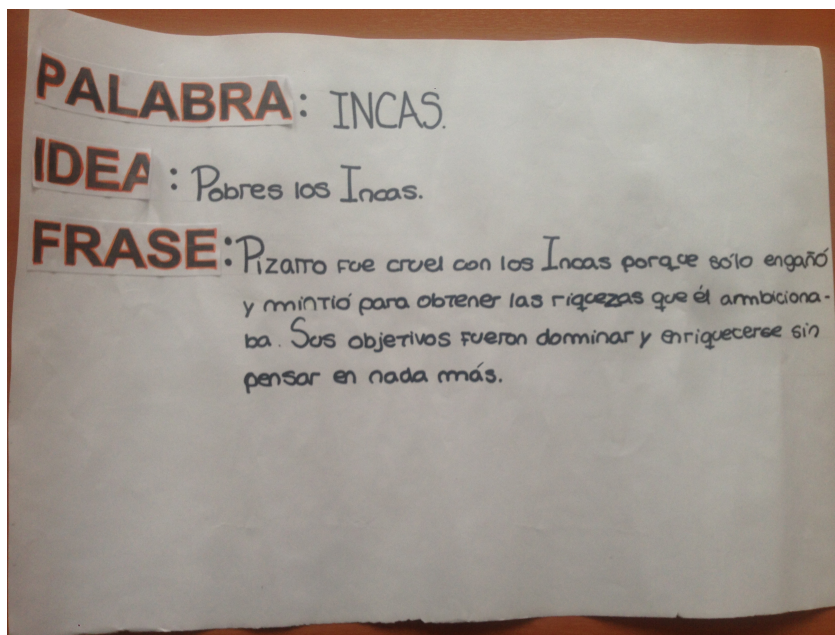 PALABRA: INCAS.
IDEA: Pobres los Incas.
FRASE: Pizarro fue cruel con los Incas porque sólo engañó
y mintió para obtener las riquezas que él ambiciona-
ba. Sus objetivos fueron dominar y enriquecerse sin
pensar en nada más.